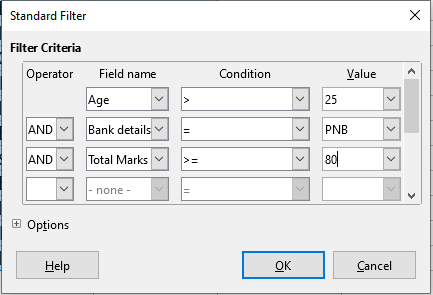 Standard Filter
Filter Criteria
Operator Field name Condition Value
Age > 25
AND Bank details = PNB
AND Total Marks >= 80
- none - =
Options
Help OK Cancel